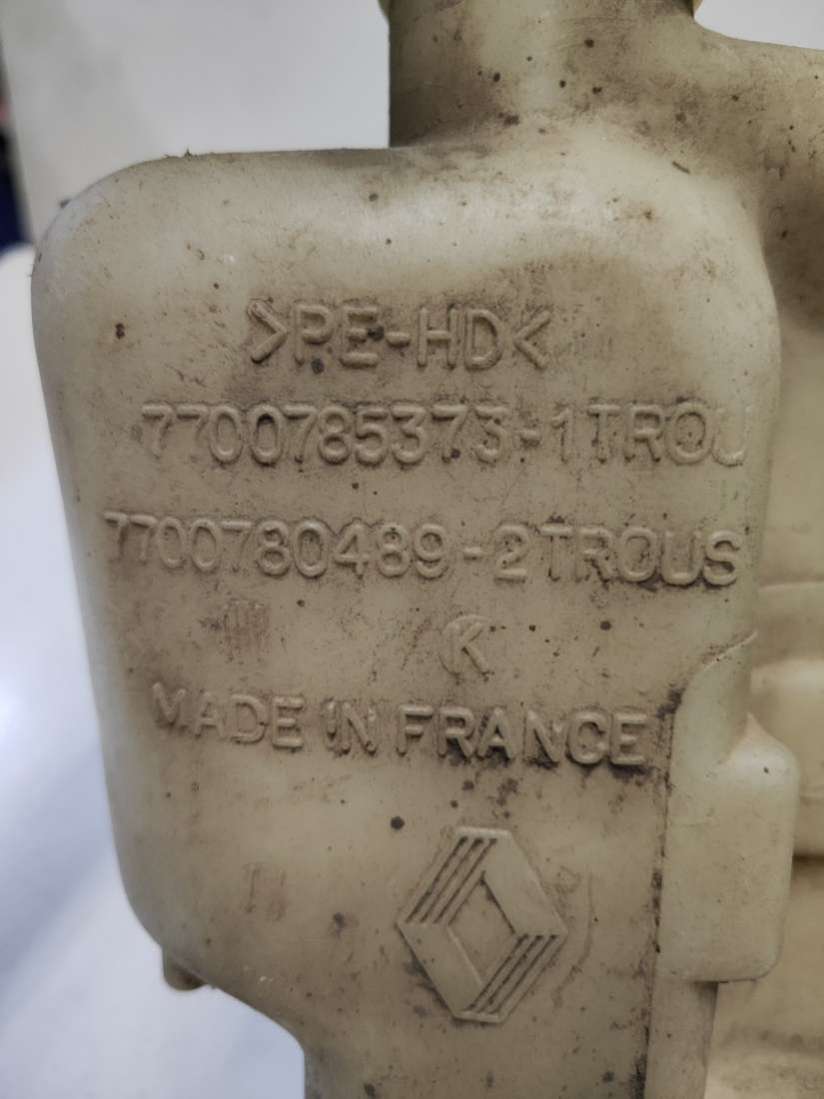 >PE-HD<
7700785373-1TROU
7700780489-2TROUS
K
MADE IN FRANCE